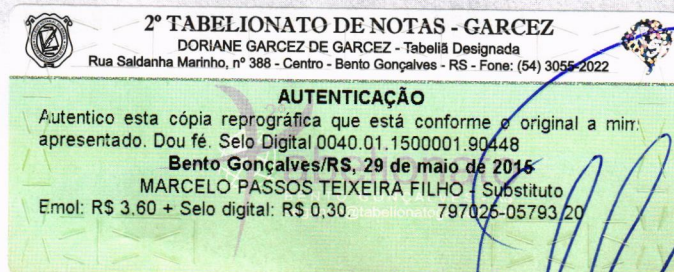 2º TABELIONATO DE NOTAS - GARCEZ
DORIANE GARCEZ DE GARCEZ - Tabeliã Designada
Rua Saldanha Marinho, nº 388 - Centro - Bento Gonçalves - RS - Fone: (54) 3055-2022
AUTENTICAÇÃO
Autentico esta cópia reprográfica que está conforme o original a mim
apresentado. Dou fé. Selo Digital 0040.01.1500001.90448
Bento Gonçalves/RS, 29 de maio de 2015
MARCELO PASSOS TEIXEIRA FILHO - Substituto
Emol: R$ 3.60 + Selo digital: R$ 0,30. 797025-05793 20